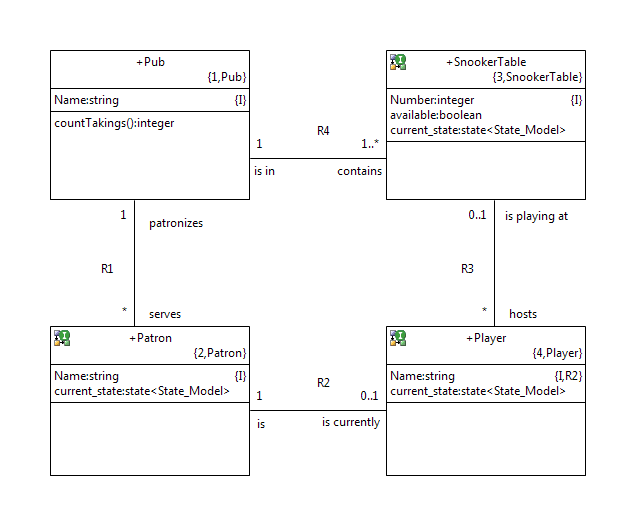 +Pub
{1,Pub}
Name:string {I}
countTakings():integer
+SnookerTable
{3,SnookerTable}
Number:integer {I}
available:boolean
current_state:state<State_Model>
R4
1 1..*
is in contains
1
patronizes
R1
*
serves
0..1
is playing at
R3
*
hosts
+Patron
{2,Patron}
Name:string {I}
current_state:state<State_Model>
R2
1 0..1
is is currently
+Player
{4,Player}
Name:string {I,R2}
current_state:state<State_Model>